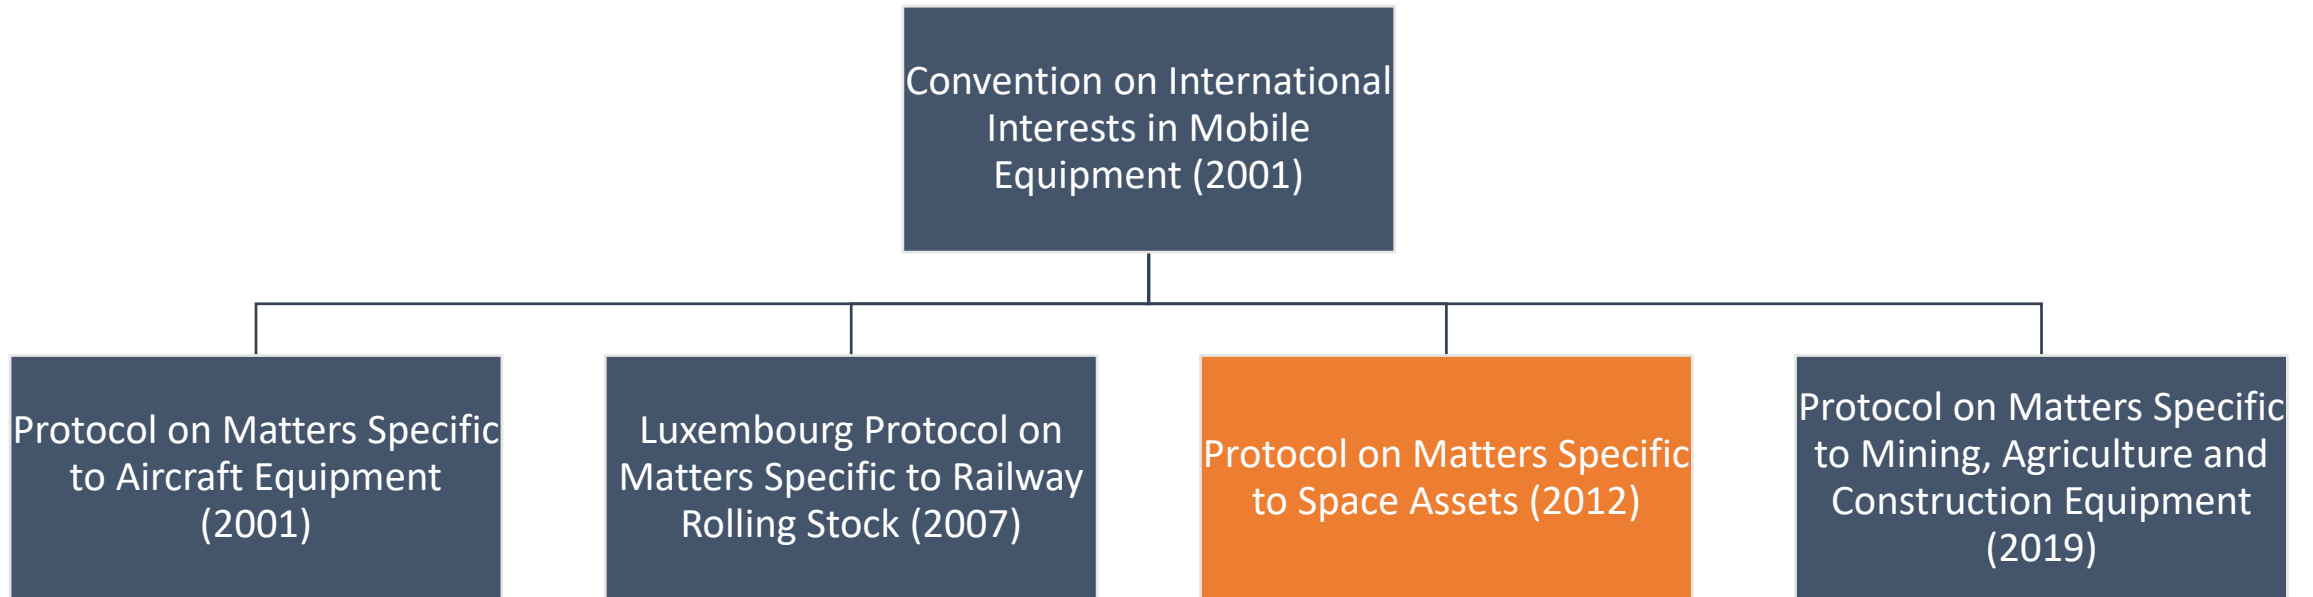 Convention on International
Interests in Mobile
Equipment (2001)
Protocol on Matters Specific
to Aircraft Equipment
(2001)
Luxembourg Protocol on
Matters Specific to Railway
Rolling Stock (2007)
Protocol on Matters Specific
to Space Assets (2012)
Protocol on Matters Specific
to Mining, Agriculture and
Construction Equipment
(2019)